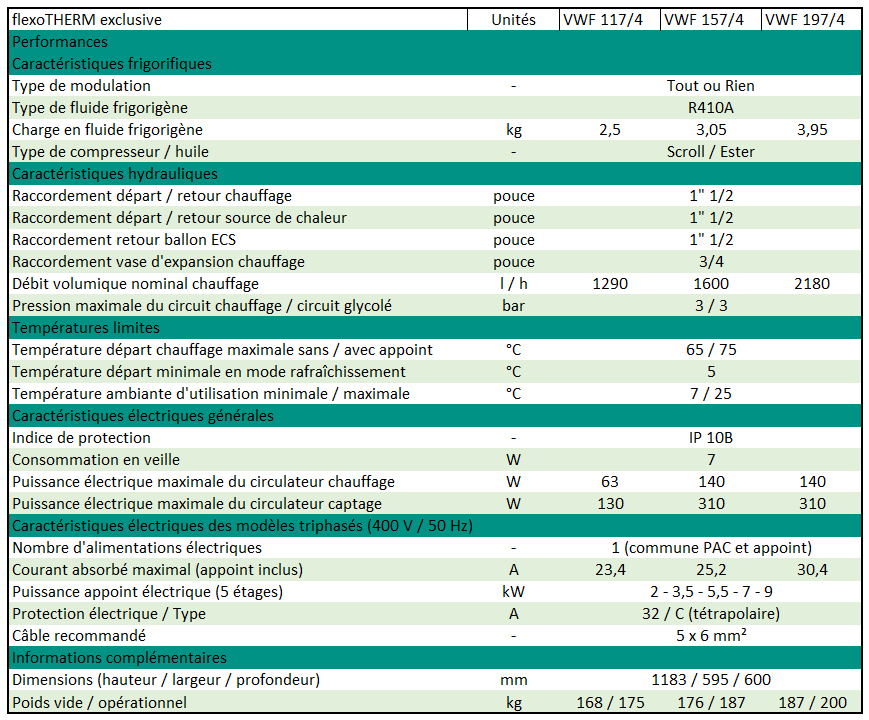 flexoTHERM exclusive Unités VWF 117/4 VWF 157/4 VWF 197/4
Performances
Caractéristiques frigorifiques
Type de modulation - Tout ou Rien
Type de fluide frigorigène R410A
Charge en fluide frigorigène kg 2,5 3,05 3,95
Type de compresseur / huile - Scroll / Ester
Caractéristiques hydrauliques
Raccordement départ / retour chauffage pouce 1" 1/2
Raccordement départ / retour source de chaleur pouce 1" 1/2
Raccordement retour ballon ECS pouce 1" 1/2
Raccordement vase d'expansion chauffage pouce 3/4
Débit volumique nominal chauffage l / h 1290 1600 2180
Pression maximale du circuit chauffage / circuit glycolé bar 3 / 3
Températures limites
Température départ chauffage maximale sans / avec appoint °C 65 / 75
Température départ minimale en mode rafraîchissement °C 5
Température ambiante d'utilisation minimale / maximale °C 7 / 25
Caractéristiques électriques générales
Indice de protection - IP 10B
Consommation en veille W 7
Puissance électrique maximale du circulateur chauffage W 63 140 140
Puissance électrique maximale du circulateur captage W 130 310 310
Caractéristiques électriques des modèles triphasés (400 V / 50 Hz)
Nombre d'alimentations électriques - 1 (commune PAC et appoint)
Courant absorbé maximal (appoint inclus) A 23,4 25,2 30,4
Puissance appoint électrique (5 étages) kW 2 - 3,5 - 5,5 - 7 - 9
Protection électrique / Type A 32 / C (tétrapolaire)
Câble recommandé - 5 x 6 mm²
Informations complémentaires
Dimensions (hauteur / largeur / profondeur) mm 1183 / 595 / 600
Poids vide / opérationnel kg 168 / 175 176 / 187 187 / 200